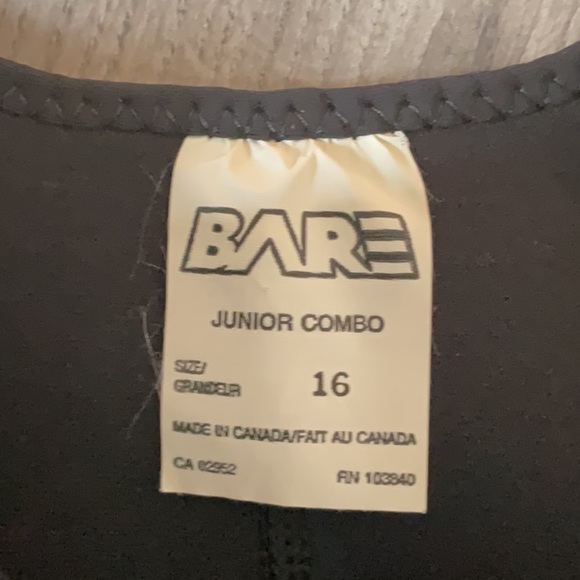 BARE
JUNIOR COMBO
SIZE/
GRANDEUR 16
MADE IN CANADA/FAIT AU CANADA
CA 02952 RN 103840